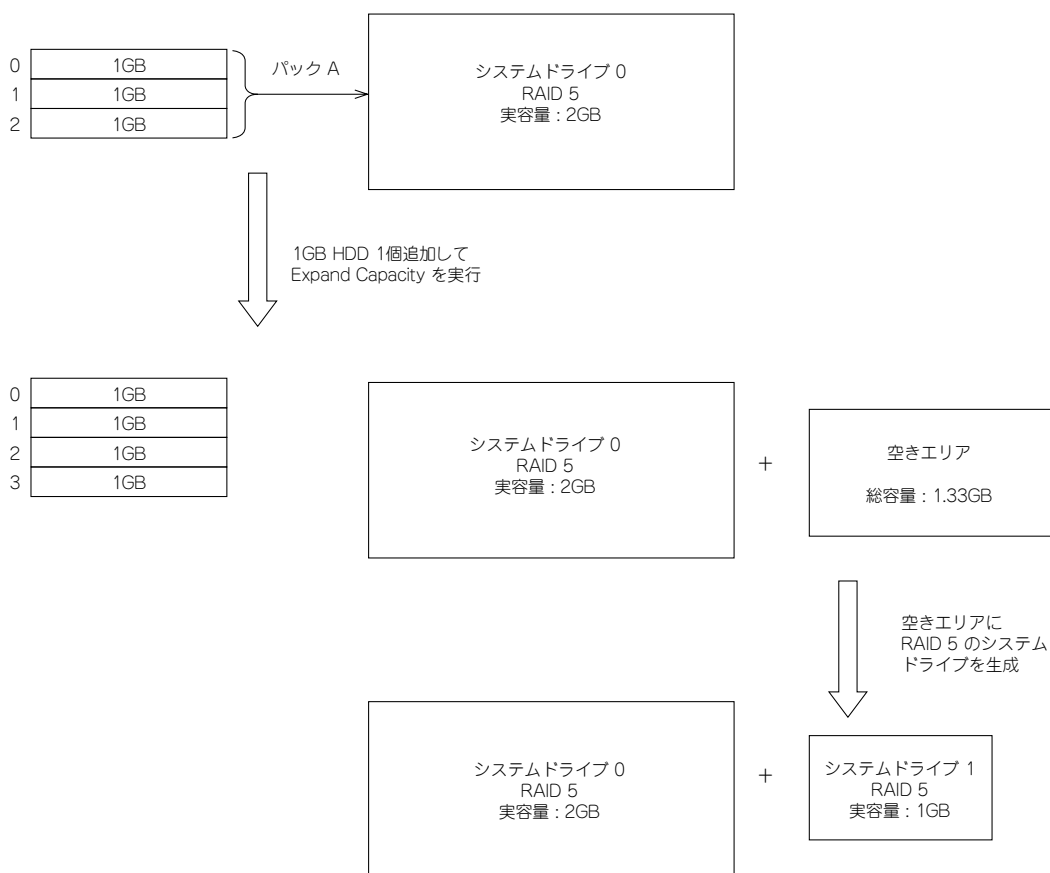 0 1GB
1 1GB
2 1GB
パック A
システムドライブ 0
RAID 5
実容量：2GB
1GB HDD 1個追加して
Expand Capacity を実行
0 1GB
1 1GB
2 1GB
3 1GB
システムドライブ 0
RAID 5
実容量：2GB
+
空きエリア
総容量：1.33GB
空きエリアに
RAID 5 のシステム
ドライブを生成
システムドライブ 0
RAID 5
実容量：2GB
+
システムドライブ 1
RAID 5
実容量：1GB